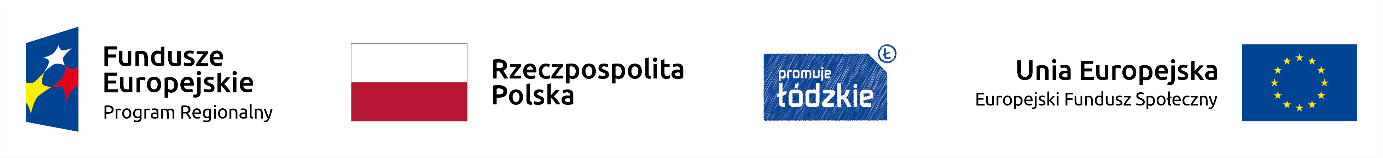 Fundusze
Europejskie
Program Regionalny
Rzeczpospolita
Polska
Ł
promuje
łódzkie
Unia Europejska
Europejski Fundusz Społeczny